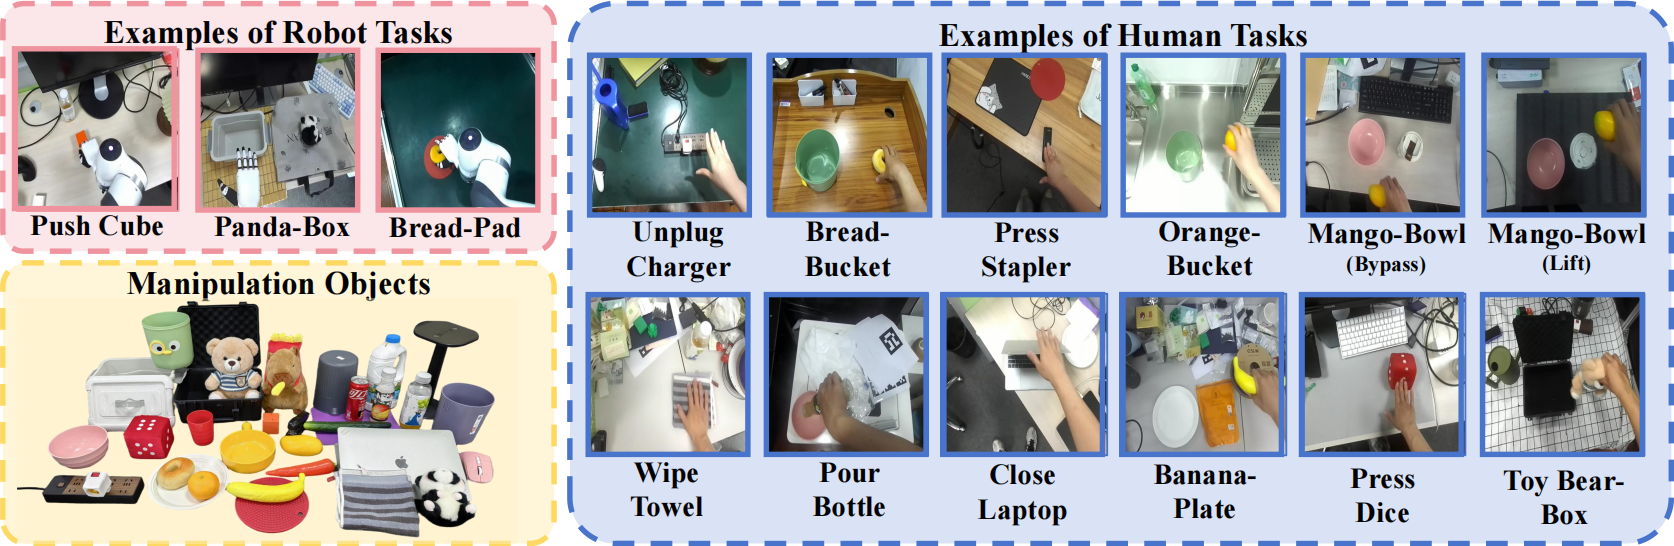 Examples of Robot Tasks
Push Cube
Panda-Box
Bread-Pad
Manipulation Objects
Examples of Human Tasks
Unplug
Charger
Bread-
Bucket
Press
Stapler
Orange-
Bucket
Mango-Bowl
(Bypass)
Mango-Bowl
(Lift)
Wipe
Towel
Pour
Bottle
Close
Laptop
Banana-
Plate
Press
Dice
Toy Bear-
Box